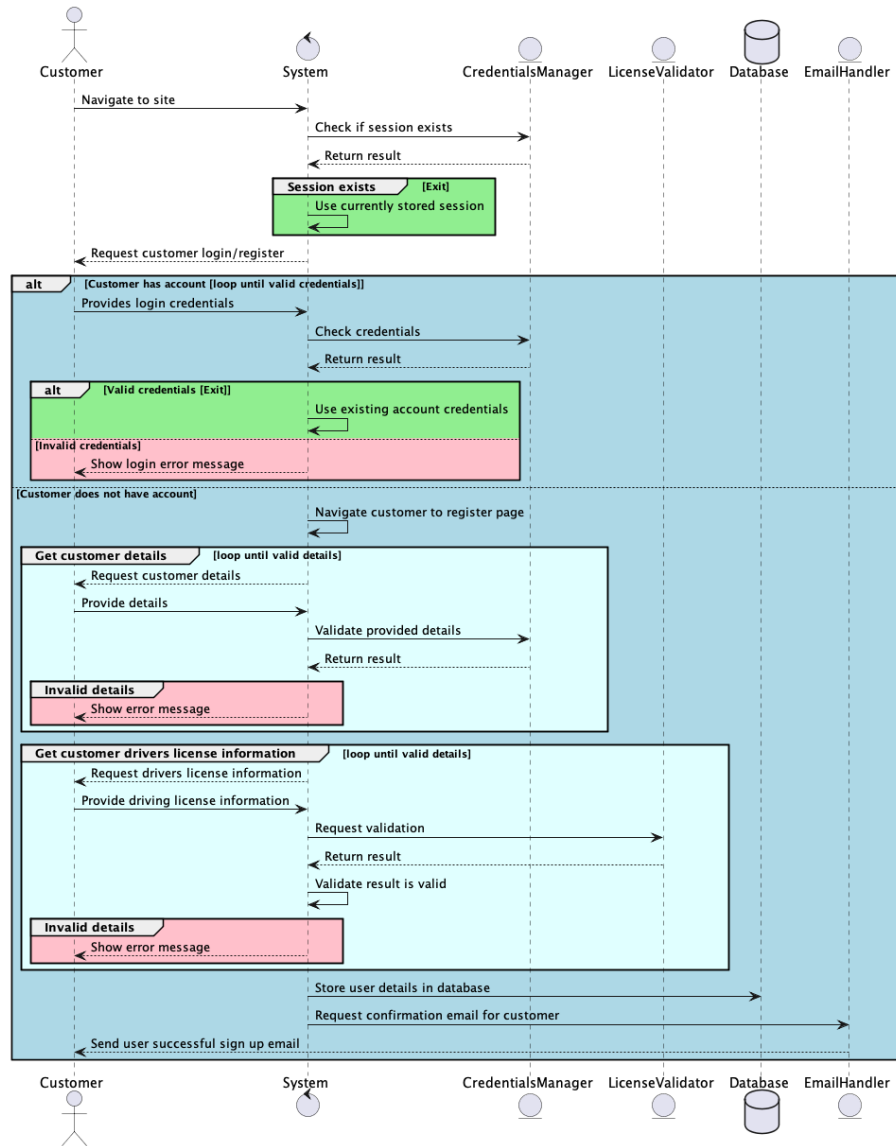 Customer System CredentialsManager LicenseValidator Database EmailHandler
Navigate to site
Check if session exists
Return result
Session exists [Exit]
Use currently stored session
Request customer login/register
alt [Customer has account [loop until valid credentials]]
Provides login credentials
Check credentials
Return result
alt [Valid credentials [Exit]]
Use existing account credentials
[Invalid credentials]
Show login error message
[Customer does not have account]
Navigate customer to register page
Get customer details [loop until valid details]
Request customer details
Provide details
Validate provided details
Return result
Invalid details
Show error message
Get customer drivers license information [loop until valid details]
Request drivers license information
Provide driving license information
Request validation
Return result
Validate result is valid
Invalid details
Show error message
Store user details in database
Request confirmation email for customer
Send user successful sign up email
Customer System CredentialsManager LicenseValidator Database EmailHandler